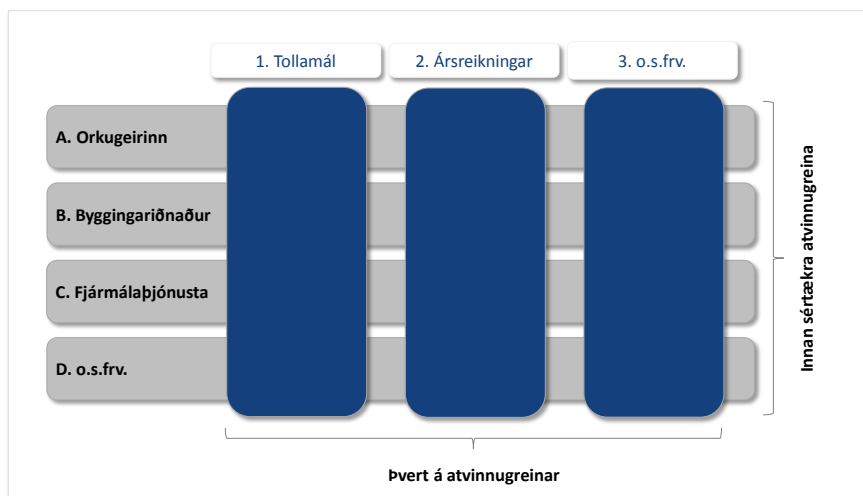 1. Tollamál
2. Ársreikningar
3. o.s.frv.
A. Orkugeirinn
B. Byggingariðnaður
C. Fjármálaþjónusta
D. o.s.frv.
Innan sértækra atvinnugreina
Þvert á atvinnugreinar